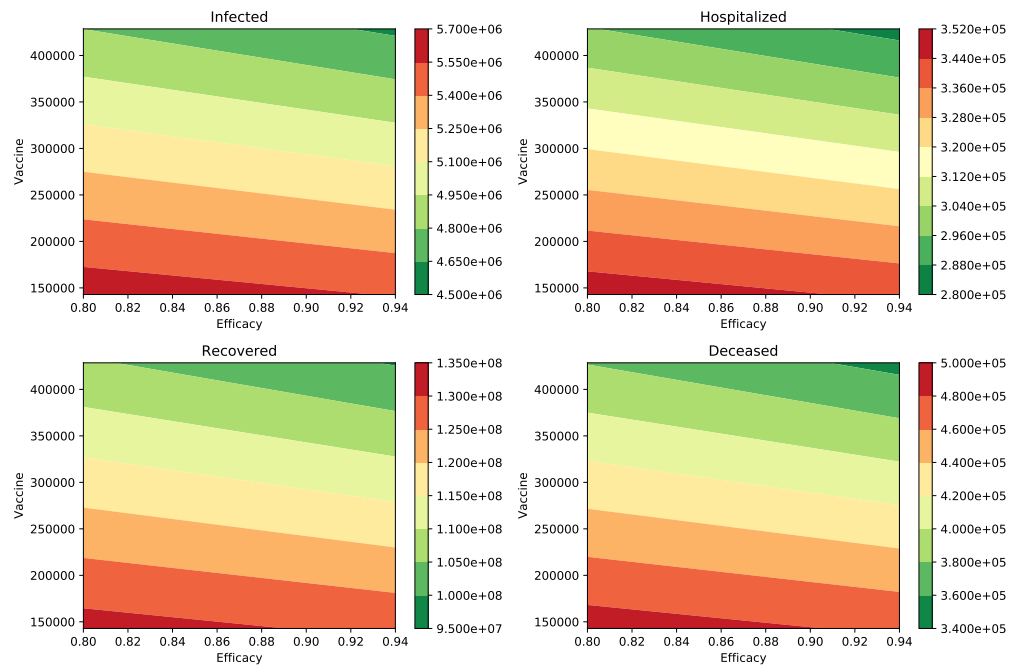 Infected
400000
350000
300000
250000
200000
150000
Vaccine
0.80 0.82 0.84 0.86 0.88 0.90 0.92 0.94
Efficacy
5.700e+06
5.550e+06
5.400e+06
5.250e+06
5.100e+06
4.950e+06
4.800e+06
4.650e+06
4.500e+06
Hospitalized
400000
350000
300000
250000
200000
150000
Vaccine
0.80 0.82 0.84 0.86 0.88 0.90 0.92 0.94
Efficacy
3.520e+05
3.440e+05
3.360e+05
3.280e+05
3.200e+05
3.120e+05
3.040e+05
2.960e+05
2.880e+05
2.800e+05
Recovered
400000
350000
300000
250000
200000
150000
Vaccine
0.80 0.82 0.84 0.86 0.88 0.90 0.92 0.94
Efficacy
1.350e+08
1.300e+08
1.250e+08
1.200e+08
1.150e+08
1.100e+08
1.050e+08
1.000e+08
9.500e+07
Deceased
400000
350000
300000
250000
200000
150000
Vaccine
0.80 0.82 0.84 0.86 0.88 0.90 0.92 0.94
Efficacy
5.000e+05
4.800e+05
4.600e+05
4.400e+05
4.200e+05
4.000e+05
3.800e+05
3.600e+05
3.400e+05